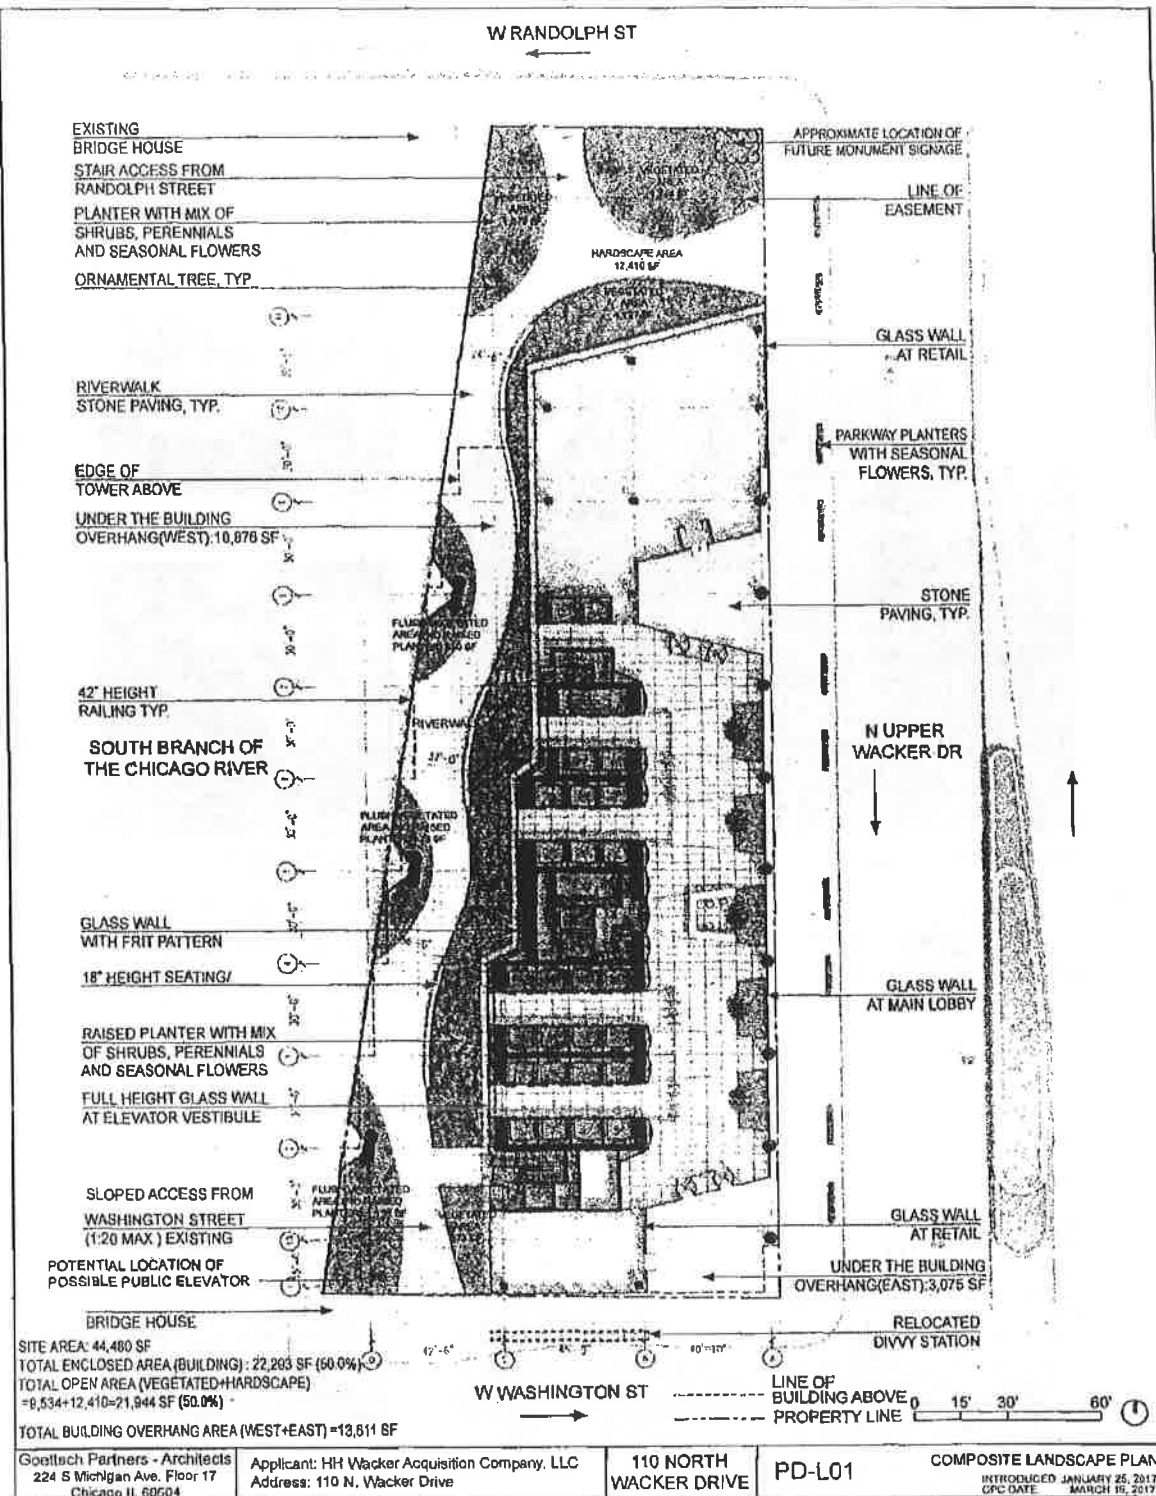 W RANDOLPH ST
EXISTING
BRIDGE HOUSE
STAIR ACCESS FROM
RANDOLPH STREET
PLANTER WITH MIX OF
SHRUBS, PERENNIALS
AND SEASONAL FLOWERS
ORNAMENTAL TREE, TYP
RIVERWALK
STONE PAVING, TYP.
EDGE OF
TOWER ABOVE
UNDER THE BUILDING
OVERHANG(WEST):10,876 SF
42" HEIGHT
RAILING TYP.
SOUTH BRANCH OF
THE CHICAGO RIVER
GLASS WALL
WITH FRIT PATTERN
18" HEIGHT SEATING/
RAISED PLANTER WITH MIX
OF SHRUBS, PERENNIALS
AND SEASONAL FLOWERS
FULL HEIGHT GLASS WALL
AT ELEVATOR VESTIBULE
SLOPED ACCESS FROM
WASHINGTON STREET
(1:20 MAX ) EXISTING
POTENTIAL LOCATION OF
POSSIBLE PUBLIC ELEVATOR
BRIDGE HOUSE
HARDSCAPE AREA
12,410 SF
VEGETATED
AREA
RIVERWALK
APPROXIMATE LOCATION OF
FUTURE MONUMENT SIGNAGE
LINE OF
EASEMENT
GLASS WALL
AT RETAIL
PARKWAY PLANTERS
WITH SEASONAL
FLOWERS, TYP.
STONE
PAVING, TYP.
N UPPER
WACKER DR
GLASS WALL
AT MAIN LOBBY
GLASS WALL
AT RETAIL
UNDER THE BUILDING
OVERHANG(EAST):3,075 SF
RELOCATED
DIVVY STATION
SITE AREA: 44,480 SF
TOTAL ENCLOSED AREA (BUILDING) : 22,293 SF (50.0%)
TOTAL OPEN AREA (VEGETATED+HARDSCAPE)
=9,534+12,410=21,944 SF (50.0%)
TOTAL BUILDING OVERHANG AREA (WEST+EAST) =13,611 SF
W WASHINGTON ST
LINE OF
BUILDING ABOVE
PROPERTY LINE
0 15' 30' 60'
Goettsch Partners - Architects
224 S Michigan Ave. Floor 17
Chicago IL 60604
Applicant: HH Wacker Acquisition Company, LLC
Address: 110 N. Wacker Drive
110 NORTH
WACKER DRIVE
PD-L01
COMPOSITE LANDSCAPE PLAN
INTRODUCED JANUARY 25, 2017
CPC DATE MARCH 16, 2017